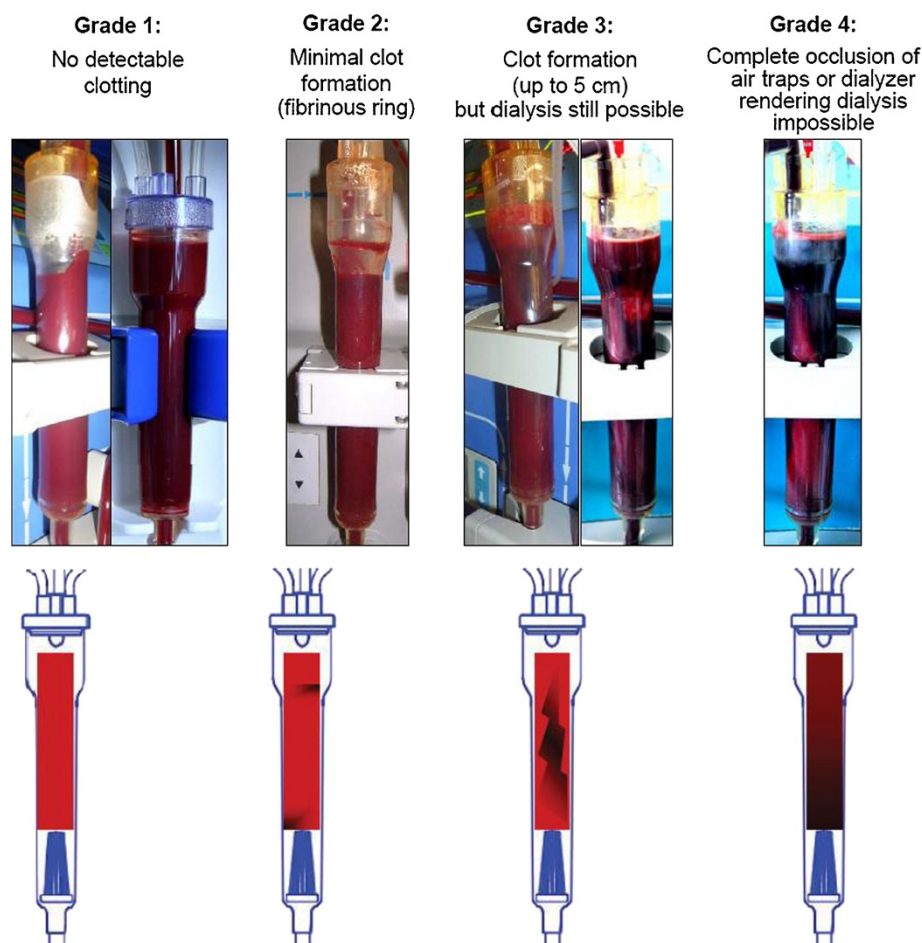 Grade 1:
No detectable
clotting
Grade 2:
Minimal clot
formation
(fibrinous ring)
Grade 3:
Clot formation
(up to 5 cm)
but dialysis still possible
Grade 4:
Complete occlusion of
air traps or dialyzer
rendering dialysis
impossible